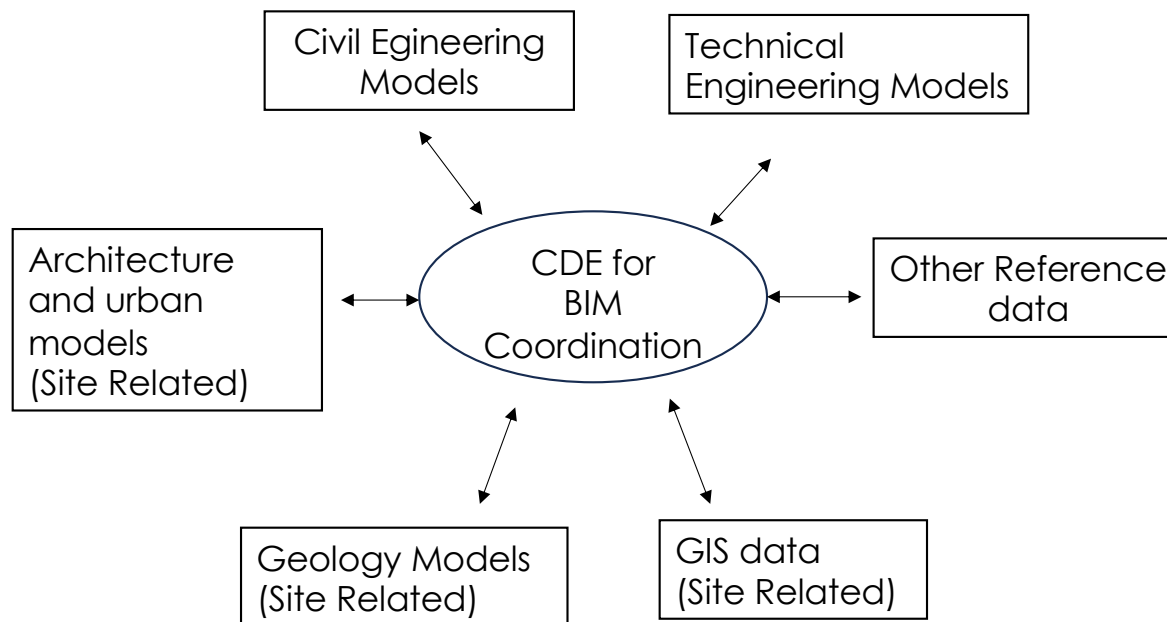 Civil Egineering
Models
Technical
Engineering Models
Architecture
and urban
models
(Site Related)
CDE for
BIM
Coordination
Other Reference
data
Geology Models
(Site Related)
GIS data
(Site Related)